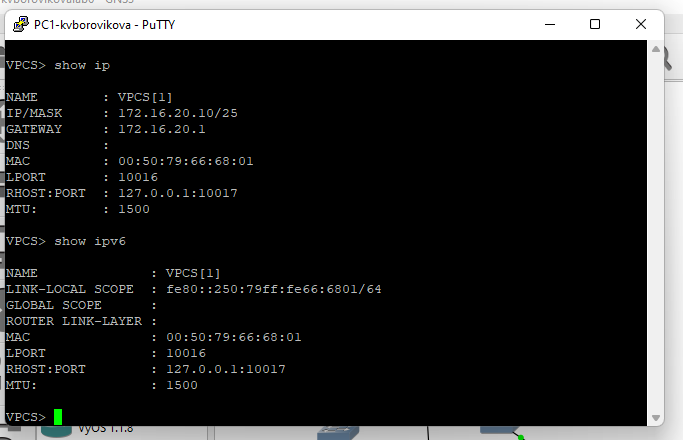 PC1-kvborovikova - PuTTY
VPCS> show ip
NAME : VPCS[1]
IP/MASK : 172.16.20.10/25
GATEWAY : 172.16.20.1
DNS :
MAC : 00:50:79:66:68:01
LPORT : 10016
RHOST:PORT : 127.0.0.1:10017
MTU: : 1500
VPCS> show ipv6
NAME : VPCS[1]
LINK-LOCAL SCOPE : fe80::250:79ff:fe66:6801/64
GLOBAL SCOPE :
ROUTER LINK-LAYER :
MAC : 00:50:79:66:68:01
LPORT : 10016
RHOST:PORT : 127.0.0.1:10017
MTU: : 1500
VPCS>
VyOS 1.1.8